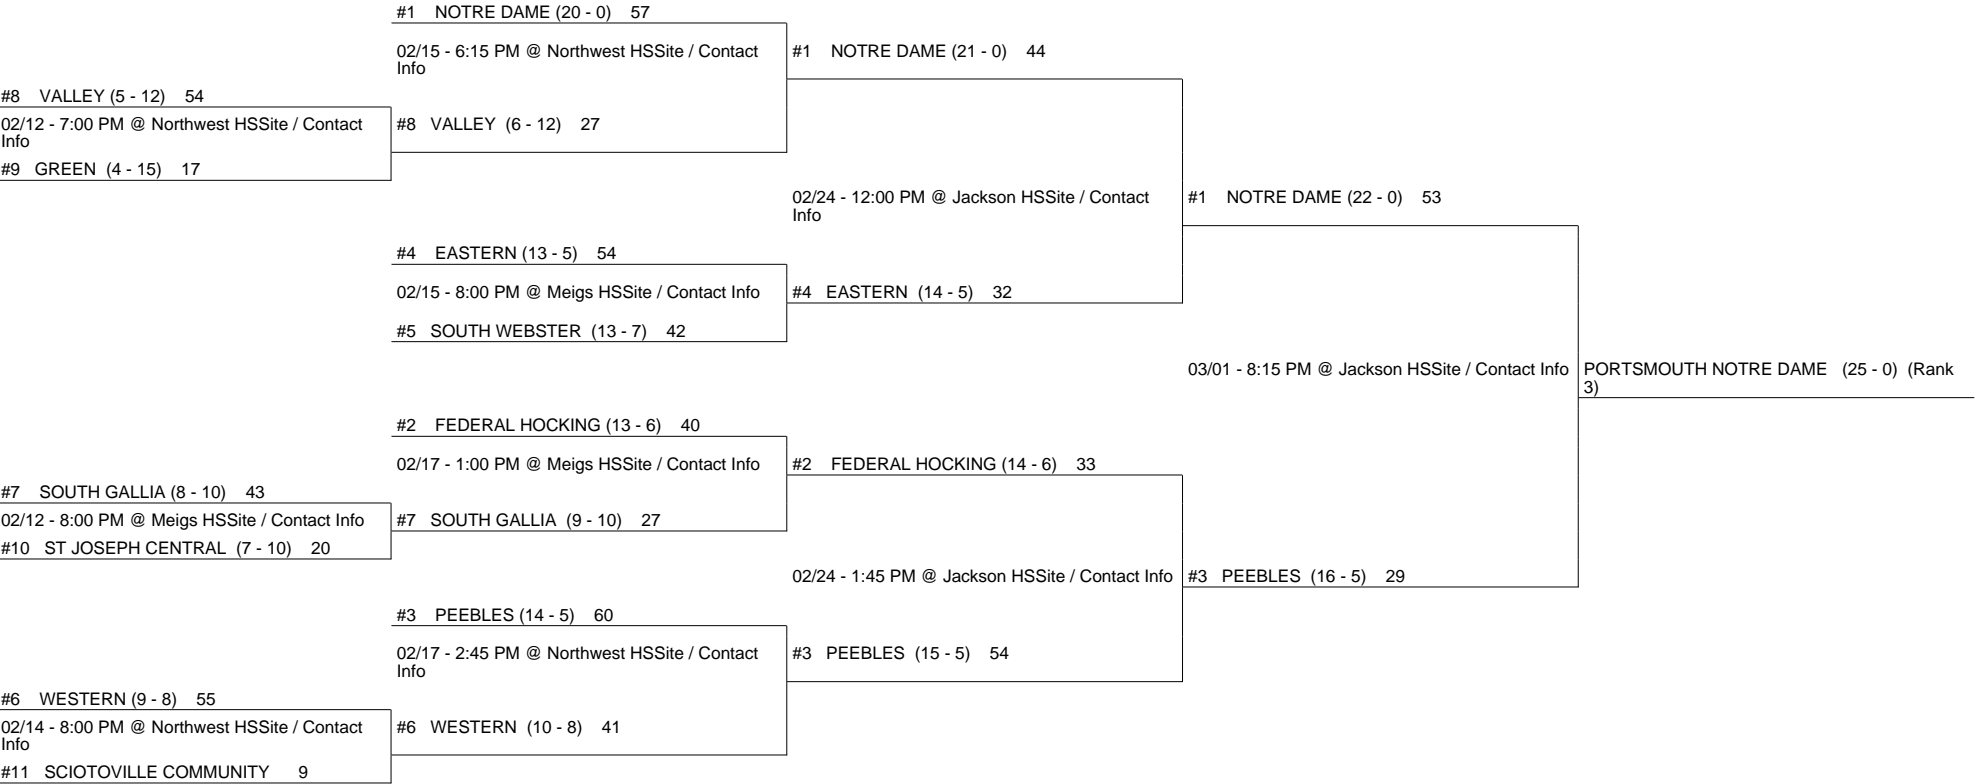 #1 NOTRE DAME (20 - 0) 57
02/15 - 6:15 PM @ Northwest HSSite / Contact
Info
#1 NOTRE DAME (21 - 0) 44
#8 VALLEY (5 - 12) 54
02/12 - 7:00 PM @ Northwest HSSite / Contact
Info
#8 VALLEY (6 - 12) 27
#9 GREEN (4 - 15) 17
02/24 - 12:00 PM @ Jackson HSSite / Contact
Info
#1 NOTRE DAME (22 - 0) 53
#4 EASTERN (13 - 5) 54
02/15 - 8:00 PM @ Meigs HSSite / Contact Info
#4 EASTERN (14 - 5) 32
#5 SOUTH WEBSTER (13 - 7) 42
03/01 - 8:15 PM @ Jackson HSSite / Contact Info
PORTSMOUTH NOTRE DAME (25 - 0) (Rank
3)
#2 FEDERAL HOCKING (13 - 6) 40
02/17 - 1:00 PM @ Meigs HSSite / Contact Info
#2 FEDERAL HOCKING (14 - 6) 33
#7 SOUTH GALLIA (8 - 10) 43
02/12 - 8:00 PM @ Meigs HSSite / Contact Info
#7 SOUTH GALLIA (9 - 10) 27
#10 ST JOSEPH CENTRAL (7 - 10) 20
02/24 - 1:45 PM @ Jackson HSSite / Contact Info
#3 PEEBLES (16 - 5) 29
#3 PEEBLES (14 - 5) 60
02/17 - 2:45 PM @ Northwest HSSite / Contact
Info
#3 PEEBLES (15 - 5) 54
#6 WESTERN (9 - 8) 55
02/14 - 8:00 PM @ Northwest HSSite / Contact
Info
#6 WESTERN (10 - 8) 41
#11 SCIOTOVILLE COMMUNITY 9